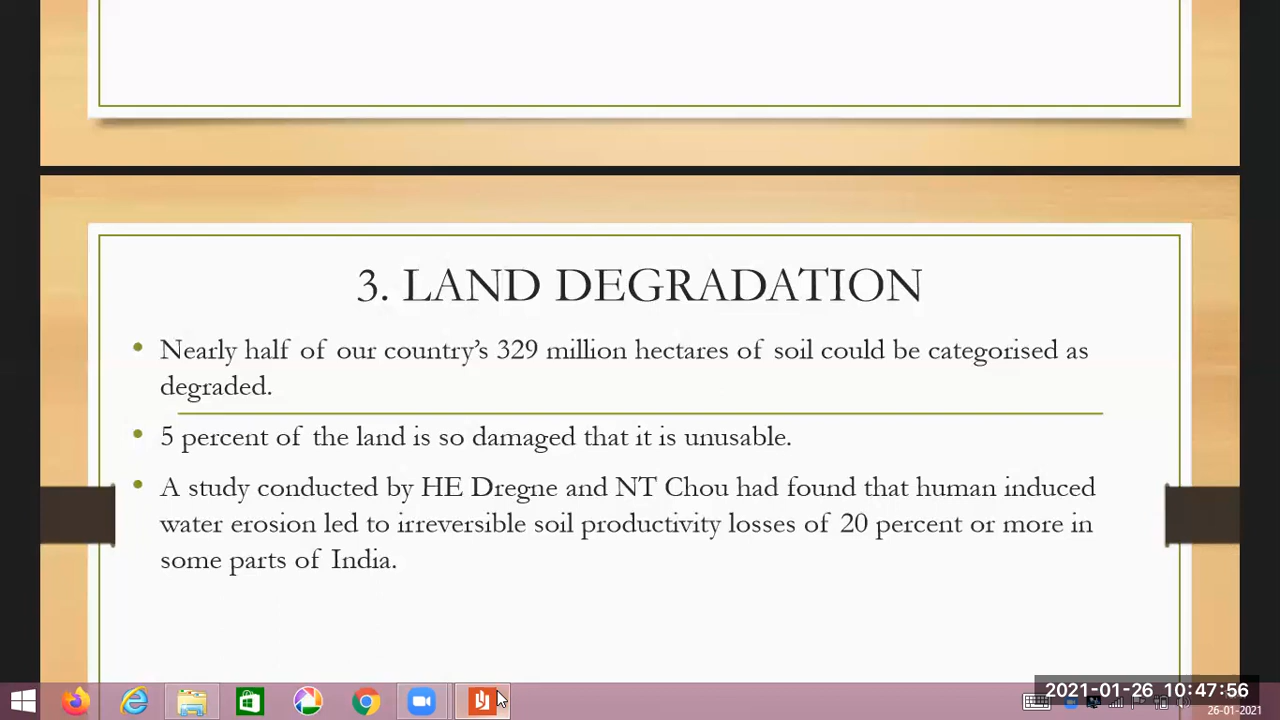 3. LAND DEGRADATION
• Nearly half of our country’s 329 million hectares of soil could be categorised as
degraded.
• 5 percent of the land is so damaged that it is unusable.
• A study conducted by HE Dregne and NT Chou had found that human induced
water erosion led to irreversible soil productivity losses of 20 percent or more in
some parts of India.
2021-01-26 10:47:56
26-01-2021